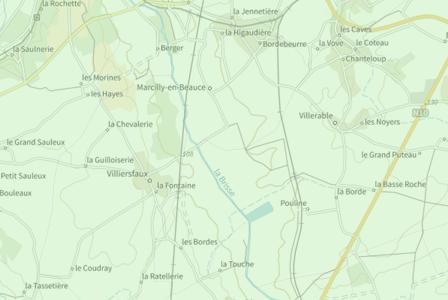 la Rochette
la Jennetière
les Caves
la Higaudière
la Saulnerie
Berger
Bordebeurre
la Vove
le Coteau
Chanteloup
les Morines
Marcilly-en-Beauce
les Hayes
N10
Villerable
les Noyers
la Chevalerie
le Grand Sauleux
le Grand Puteau
la Guilloiserie
Petit Sauleux
Villiersfaux
la Fontaine
la Brisse
la Basse Roche
la Borde
Bouleaux
Pouline
les Bordes
la Touche
le Coudray
la Ratellerie
la Tassetière